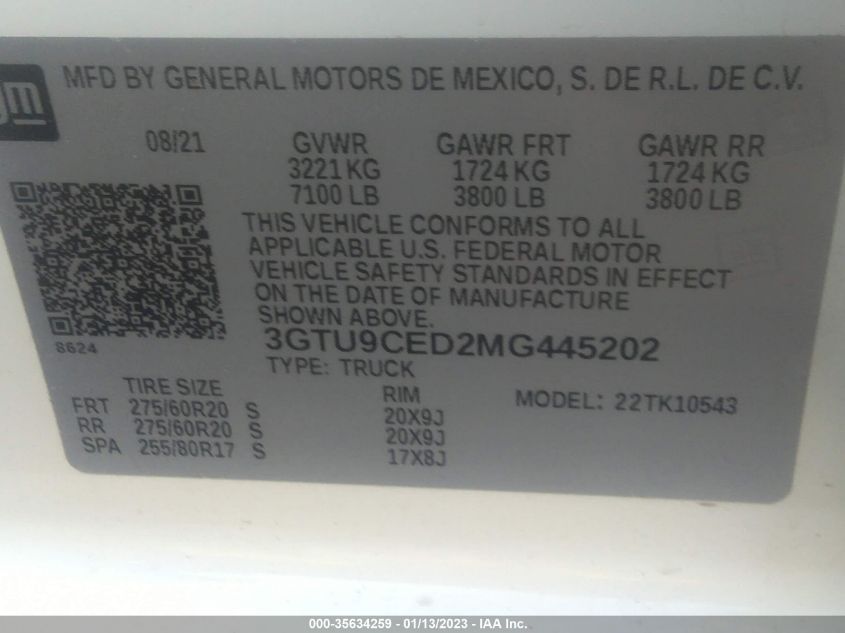 gm MFD BY GENERAL MOTORS DE MEXICO, S. DE R.L. DE C.V.
08/21 GVWR GAWR FRT GAWR RR
3221 KG 1724 KG 1724 KG
7100 LB 3800 LB 3800 LB
THIS VEHICLE CONFORMS TO ALL
APPLICABLE U.S. FEDERAL MOTOR
VEHICLE SAFETY STANDARDS IN EFFECT
ON THE DATE OF MANUFACTURE
SHOWN ABOVE.
8624
3GTU9CED2MG445202
TYPE: TRUCK
TIRE SIZE RIM MODEL: 22TK10543
FRT 275/60R20 S 20X9J
RR 275/60R20 S 20X9J
SPA 255/80R17 S 17X8J
000-35634259 - 01/13/2023 - IAA Inc.